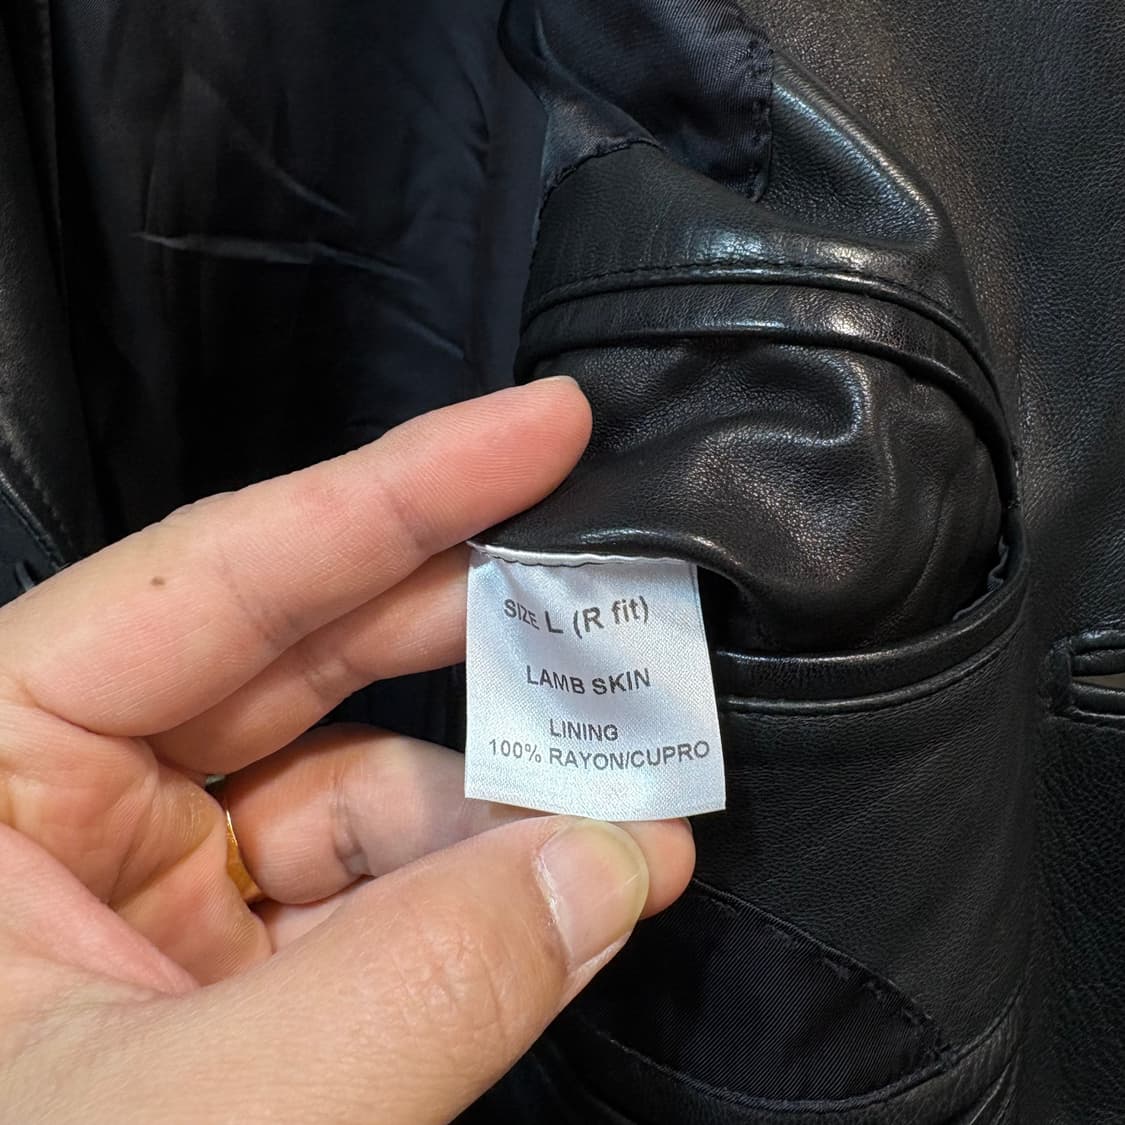 SIZE L (R fit)
LAMB SKIN
LINING
100% RAYON/CUPRO